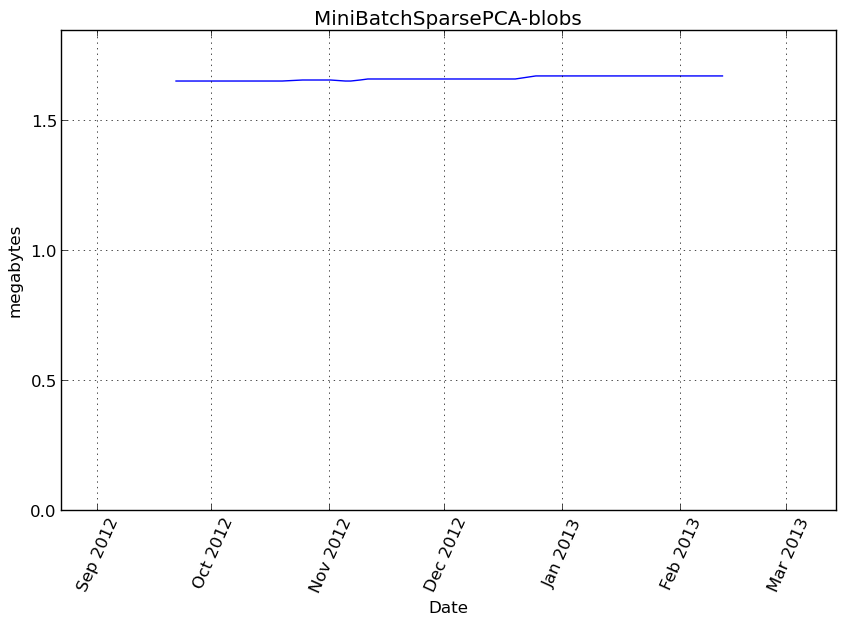 MiniBatchSparsePCA-blobs
megabytes
1.5
1.0
0.5
0.0
Sep 2012
Oct 2012
Nov 2012
Dec 2012
Jan 2013
Feb 2013
Mar 2013
Date